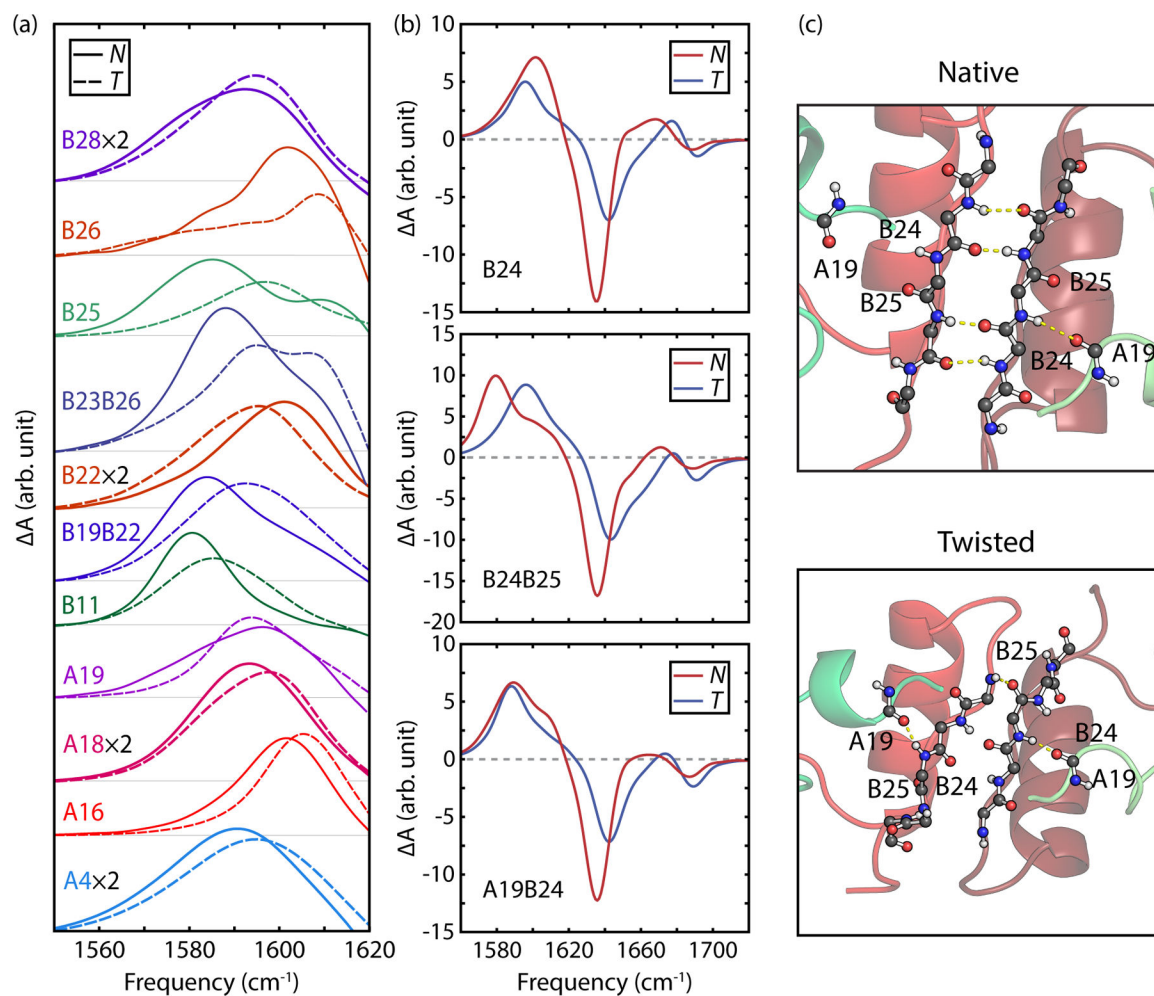 (a)
N
T
B28×2
B26
B25
B23B26
B22×2
B19B22
B11
A19
A18×2
A16
A4×2
ΔA (arb. unit)
1560 1580 1600 1620
Frequency (cm⁻¹)
(b)
10
5
0
-5
-10
-15
ΔA (arb. unit)
N
T
B24
15
10
5
0
-5
-10
-15
-20
ΔA (arb. unit)
N
T
B24B25
10
5
0
-5
-10
-15
ΔA (arb. unit)
N
T
A19B24
1580 1620 1660 1700
Frequency (cm⁻¹)
(c)
Native
B24
A19
B25
B25
B24
A19
Twisted
B25
A19
B24
B25
B24
A19